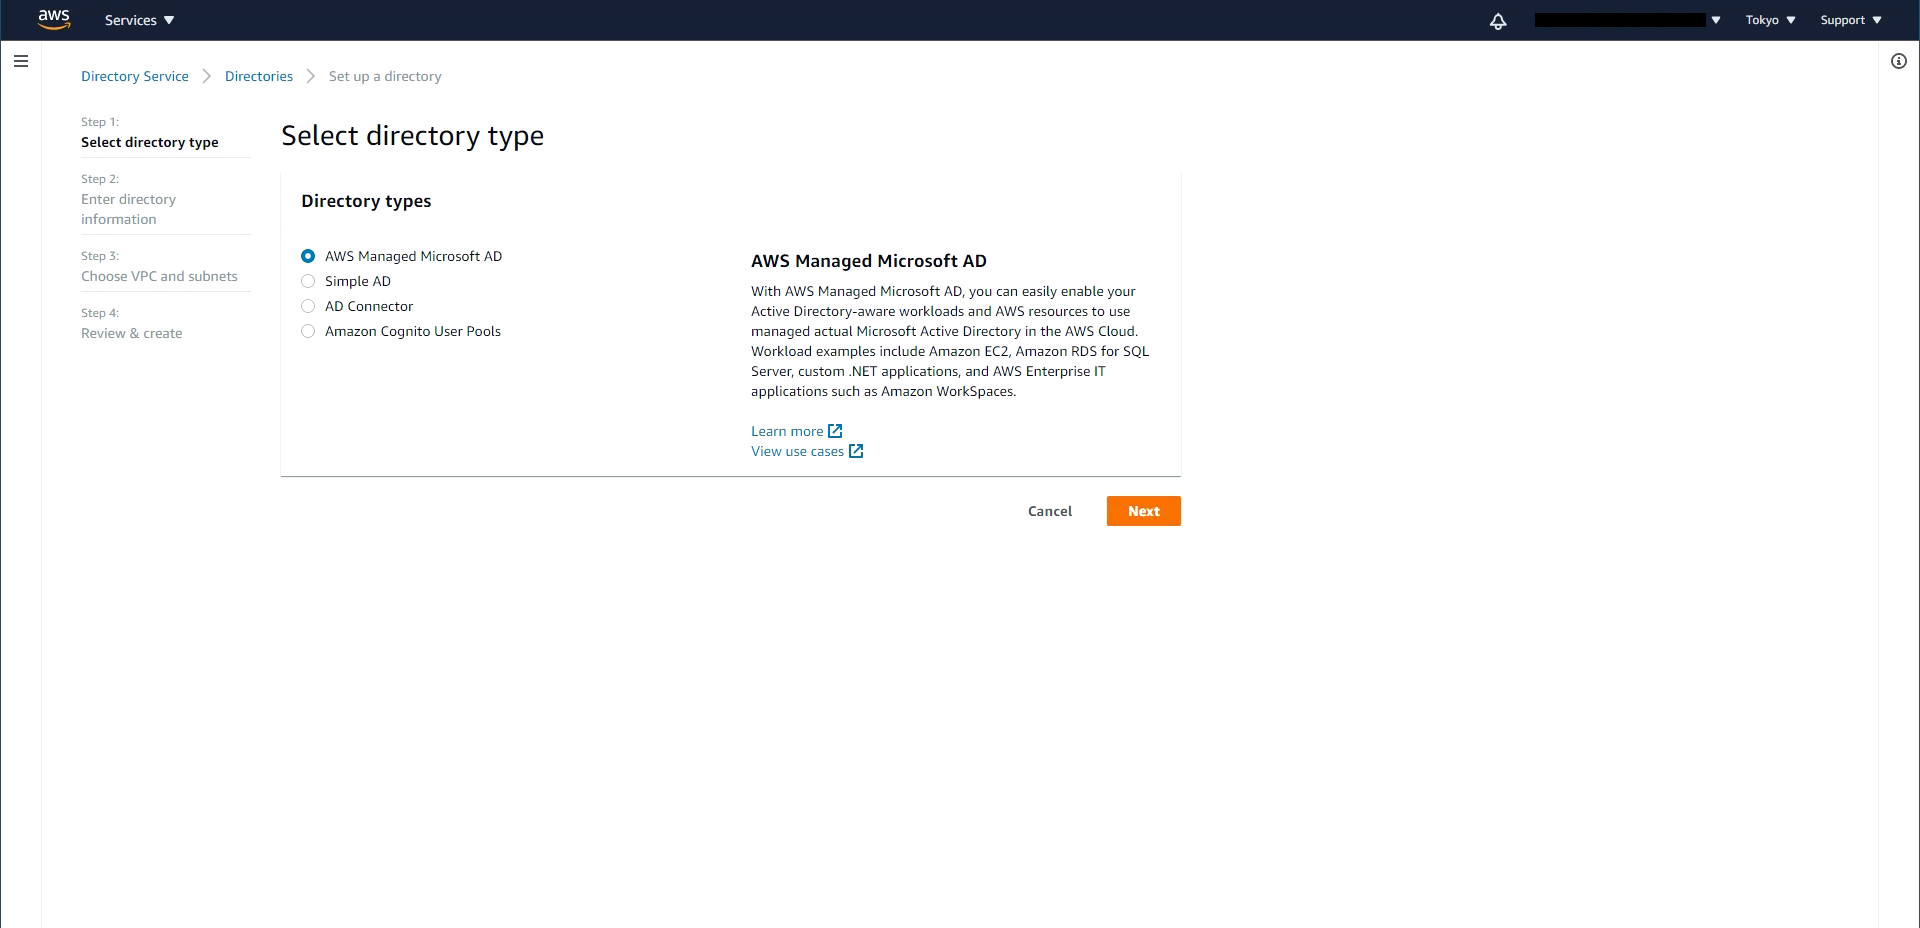 aws Services Tokyo Support
Directory Service Directories Set up a directory
Step 1:
Select directory type
Step 2:
Enter directory
information
Step 3:
Choose VPC and subnets
Step 4:
Review & create
Select directory type
Directory types
AWS Managed Microsoft AD
Simple AD
AD Connector
Amazon Cognito User Pools
AWS Managed Microsoft AD
With AWS Managed Microsoft AD, you can easily enable your
Active Directory-aware workloads and AWS resources to use
managed actual Microsoft Active Directory in the AWS Cloud.
Workload examples include Amazon EC2, Amazon RDS for SQL
Server, custom .NET applications, and AWS Enterprise IT
applications such as Amazon WorkSpaces.
Learn more
View use cases
Cancel Next